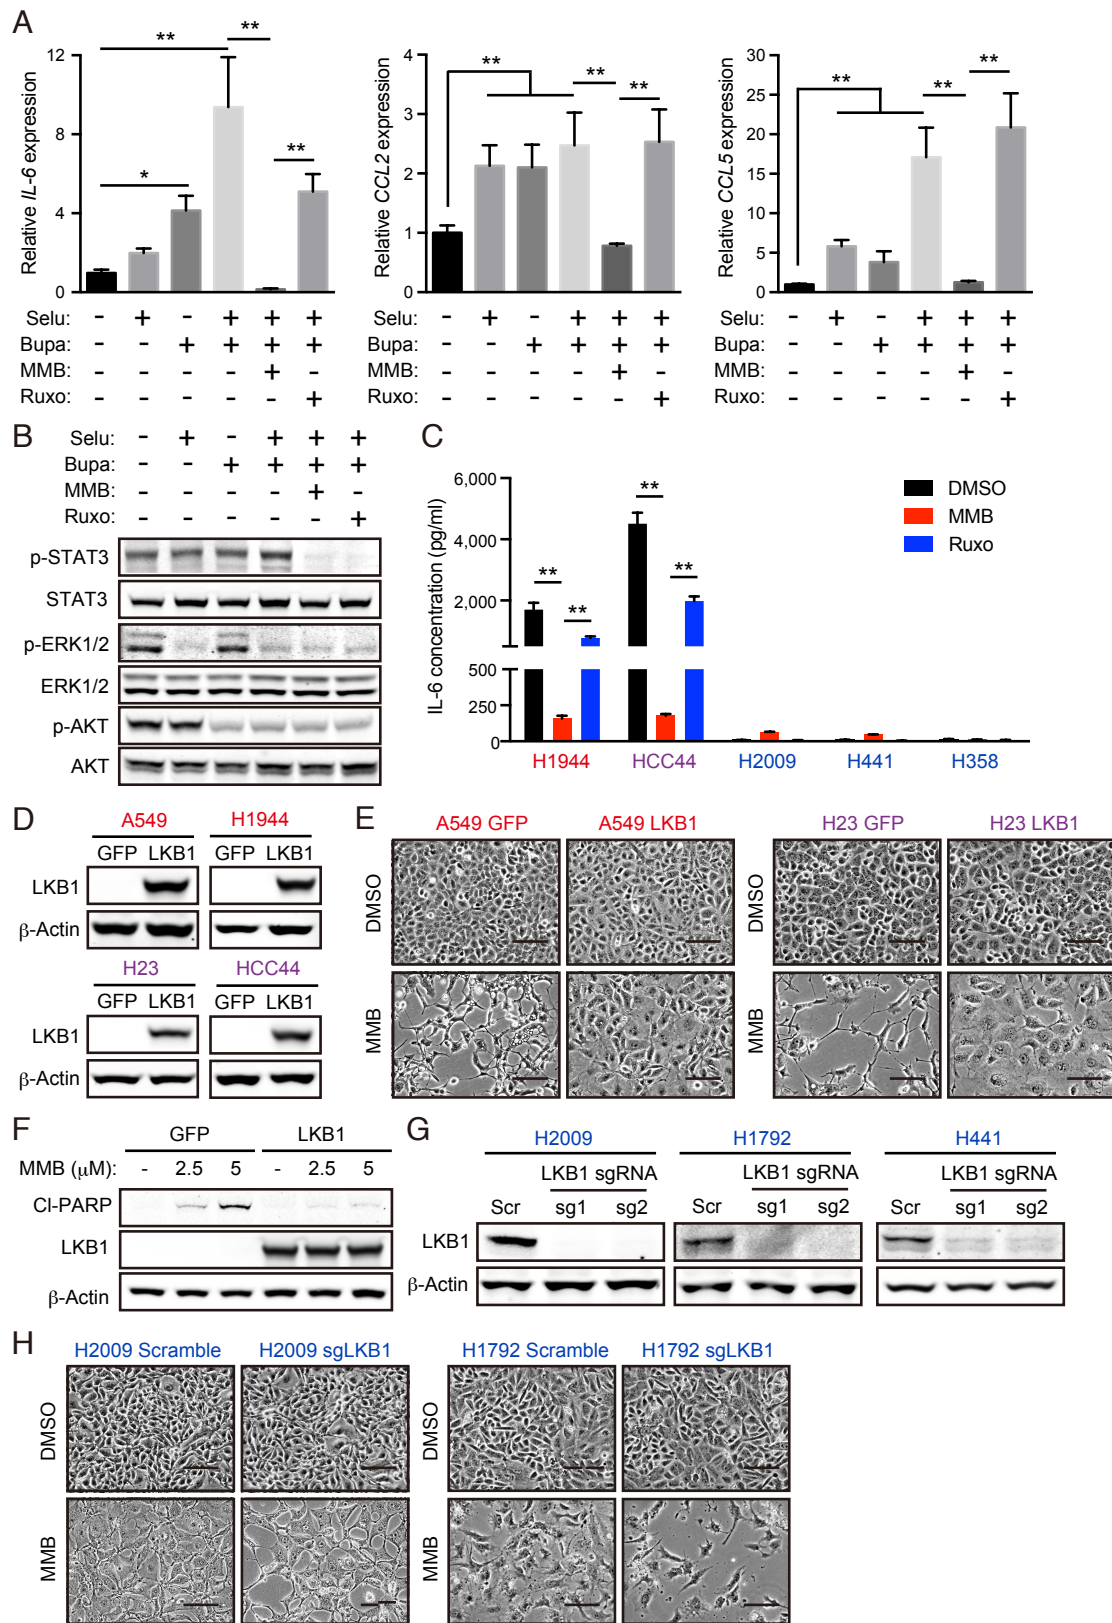 A
Relative IL-6 expression
12
8
4
0
** **
**
*
Selu: - + - + + +
Bupa: - - + + + +
MMB: - - - - + -
Ruxo: - - - - - +
Relative CCL2 expression
4
3
2
1
0
** ** **
Selu: - + - + + +
Bupa: - - + + + +
MMB: - - - - + -
Ruxo: - - - - - +
Relative CCL5 expression
30
25
20
15
10
5
0
** ** **
Selu: - + - + + +
Bupa: - - + + + +
MMB: - - - - + -
Ruxo: - - - - - +
B
Selu: - + - + + +
Bupa: - - + + + +
MMB: - - - - + -
Ruxo: - - - - - +
p-STAT3
STAT3
p-ERK1/2
ERK1/2
p-AKT
AKT
C
IL-6 concentration (pg/ml)
6,000
4,000
2,000
500
250
0
** ** ** **
DMSO
MMB
Ruxo
H1944 HCC44 H2009 H441 H358
D
A549 H1944
GFP LKB1 GFP LKB1
LKB1
β-Actin
H23 HCC44
GFP LKB1 GFP LKB1
LKB1
β-Actin
E
A549 GFP A549 LKB1 H23 GFP H23 LKB1
DMSO DMSO
MMB MMB
F
GFP LKB1
MMB (μM): - 2.5 5 - 2.5 5
Cl-PARP
LKB1
β-Actin
G
H2009 H1792 H441
LKB1 sgRNA LKB1 sgRNA LKB1 sgRNA
Scr sg1 sg2 Scr sg1 sg2 Scr sg1 sg2
LKB1
β-Actin
H
H2009 Scramble H2009 sgLKB1 H1792 Scramble H1792 sgLKB1
DMSO DMSO
MMB MMB